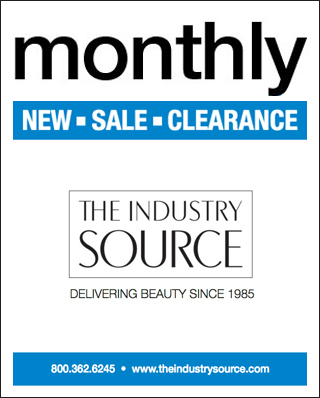 monthly
NEW ▪ SALE ▪ CLEARANCE
THE INDUSTRY
SOURCE
DELIVERING BEAUTY SINCE 1985
800.362.6245 • www.theindustrysource.com